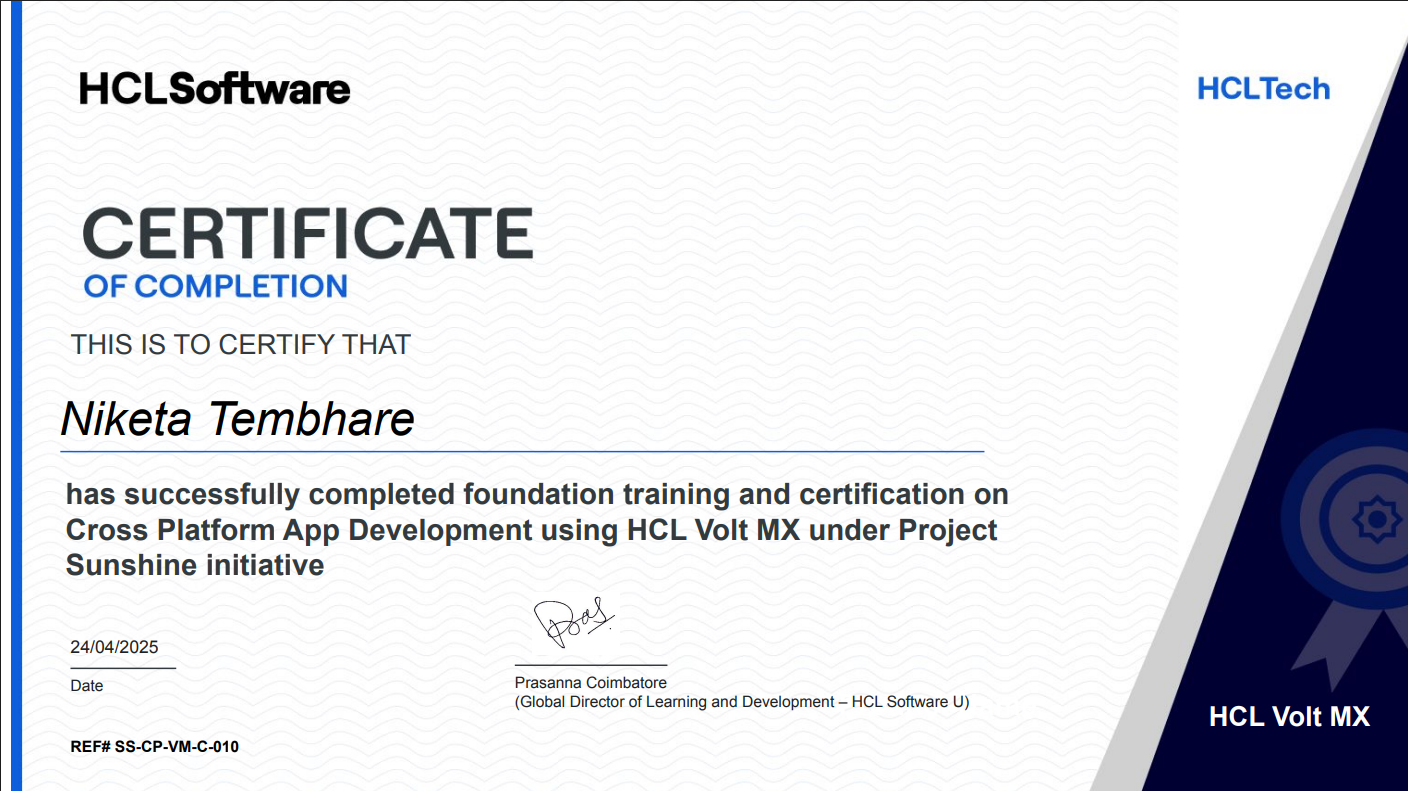 HCLSoftware
HCLTech
CERTIFICATE
OF COMPLETION
THIS IS TO CERTIFY THAT
Niketa Tembhare
has successfully completed foundation training and certification on
Cross Platform App Development using HCL Volt MX under Project
Sunshine initiative
24/04/2025
Date
Prasanna Coimbatore
(Global Director of Learning and Development – HCL Software U)
REF# SS-CP-VM-C-010
HCL Volt MX